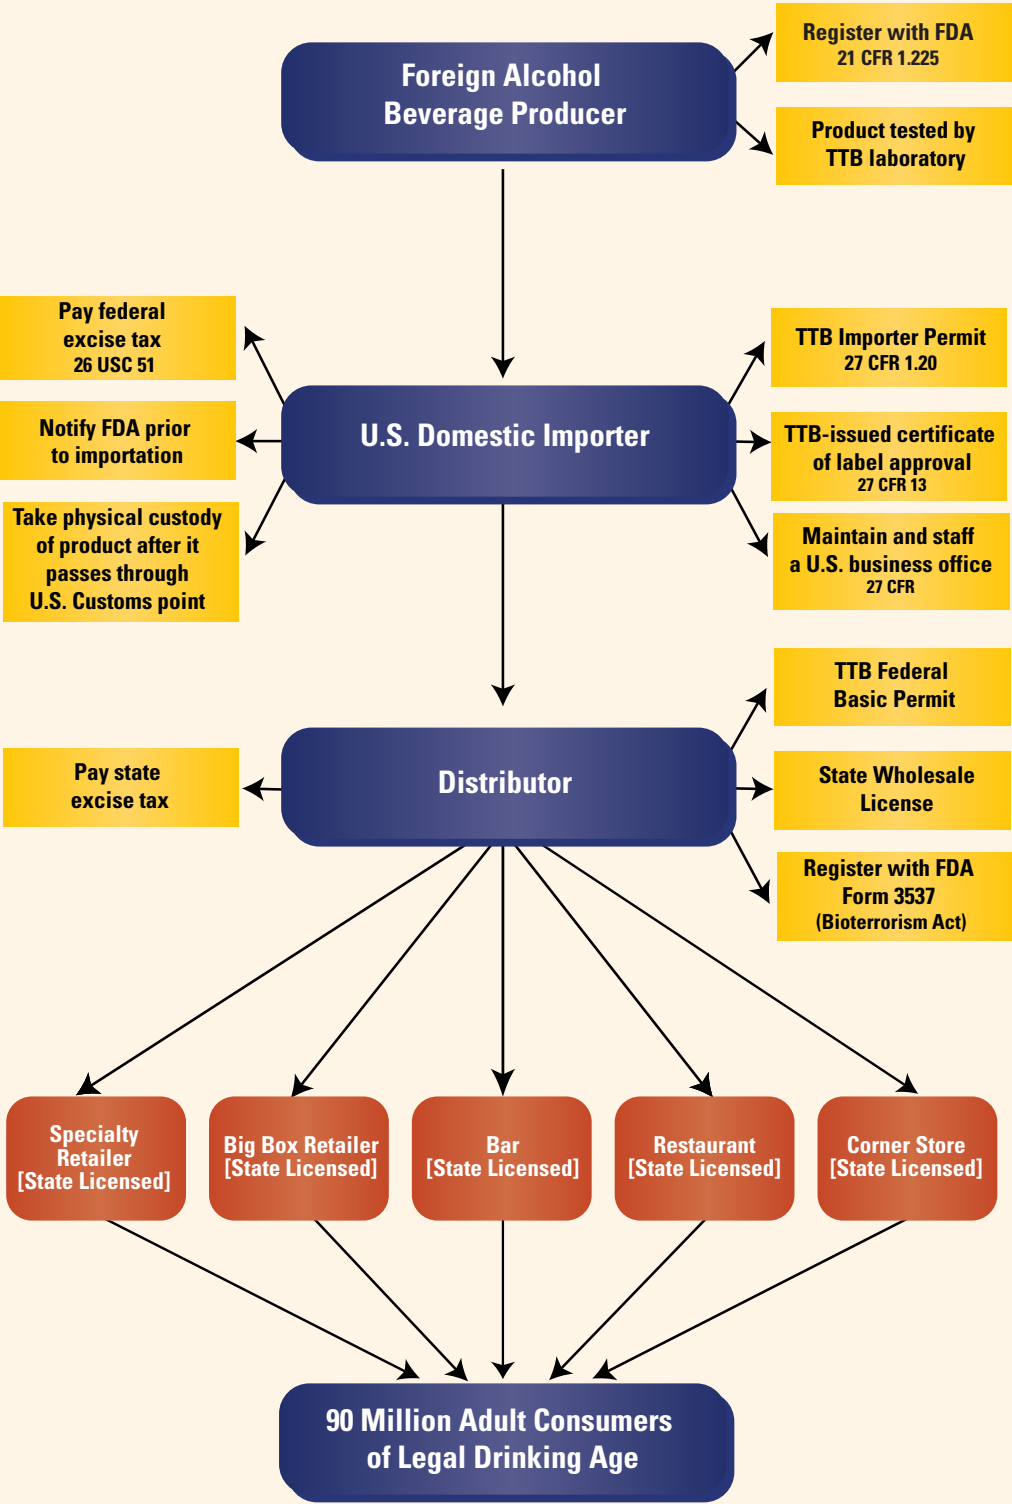 Foreign Alcohol
Beverage Producer
Register with FDA
21 CFR 1.225
Product tested by
TTB laboratory
Pay federal
excise tax
26 USC 51
Notify FDA prior
to importation
Take physical custody
of product after it
passes through
U.S. Customs point
U.S. Domestic Importer
TTB Importer Permit
27 CFR 1.20
TTB-issued certificate
of label approval
27 CFR 13
Maintain and staff
a U.S. business office
27 CFR
Pay state
excise tax
Distributor
TTB Federal
Basic Permit
State Wholesale
License
Register with FDA
Form 3537
(Bioterrorism Act)
Specialty
Retailer
[State Licensed]
Big Box Retailer
[State Licensed]
Bar
[State Licensed]
Restaurant
[State Licensed]
Corner Store
[State Licensed]
90 Million Adult Consumers
of Legal Drinking Age